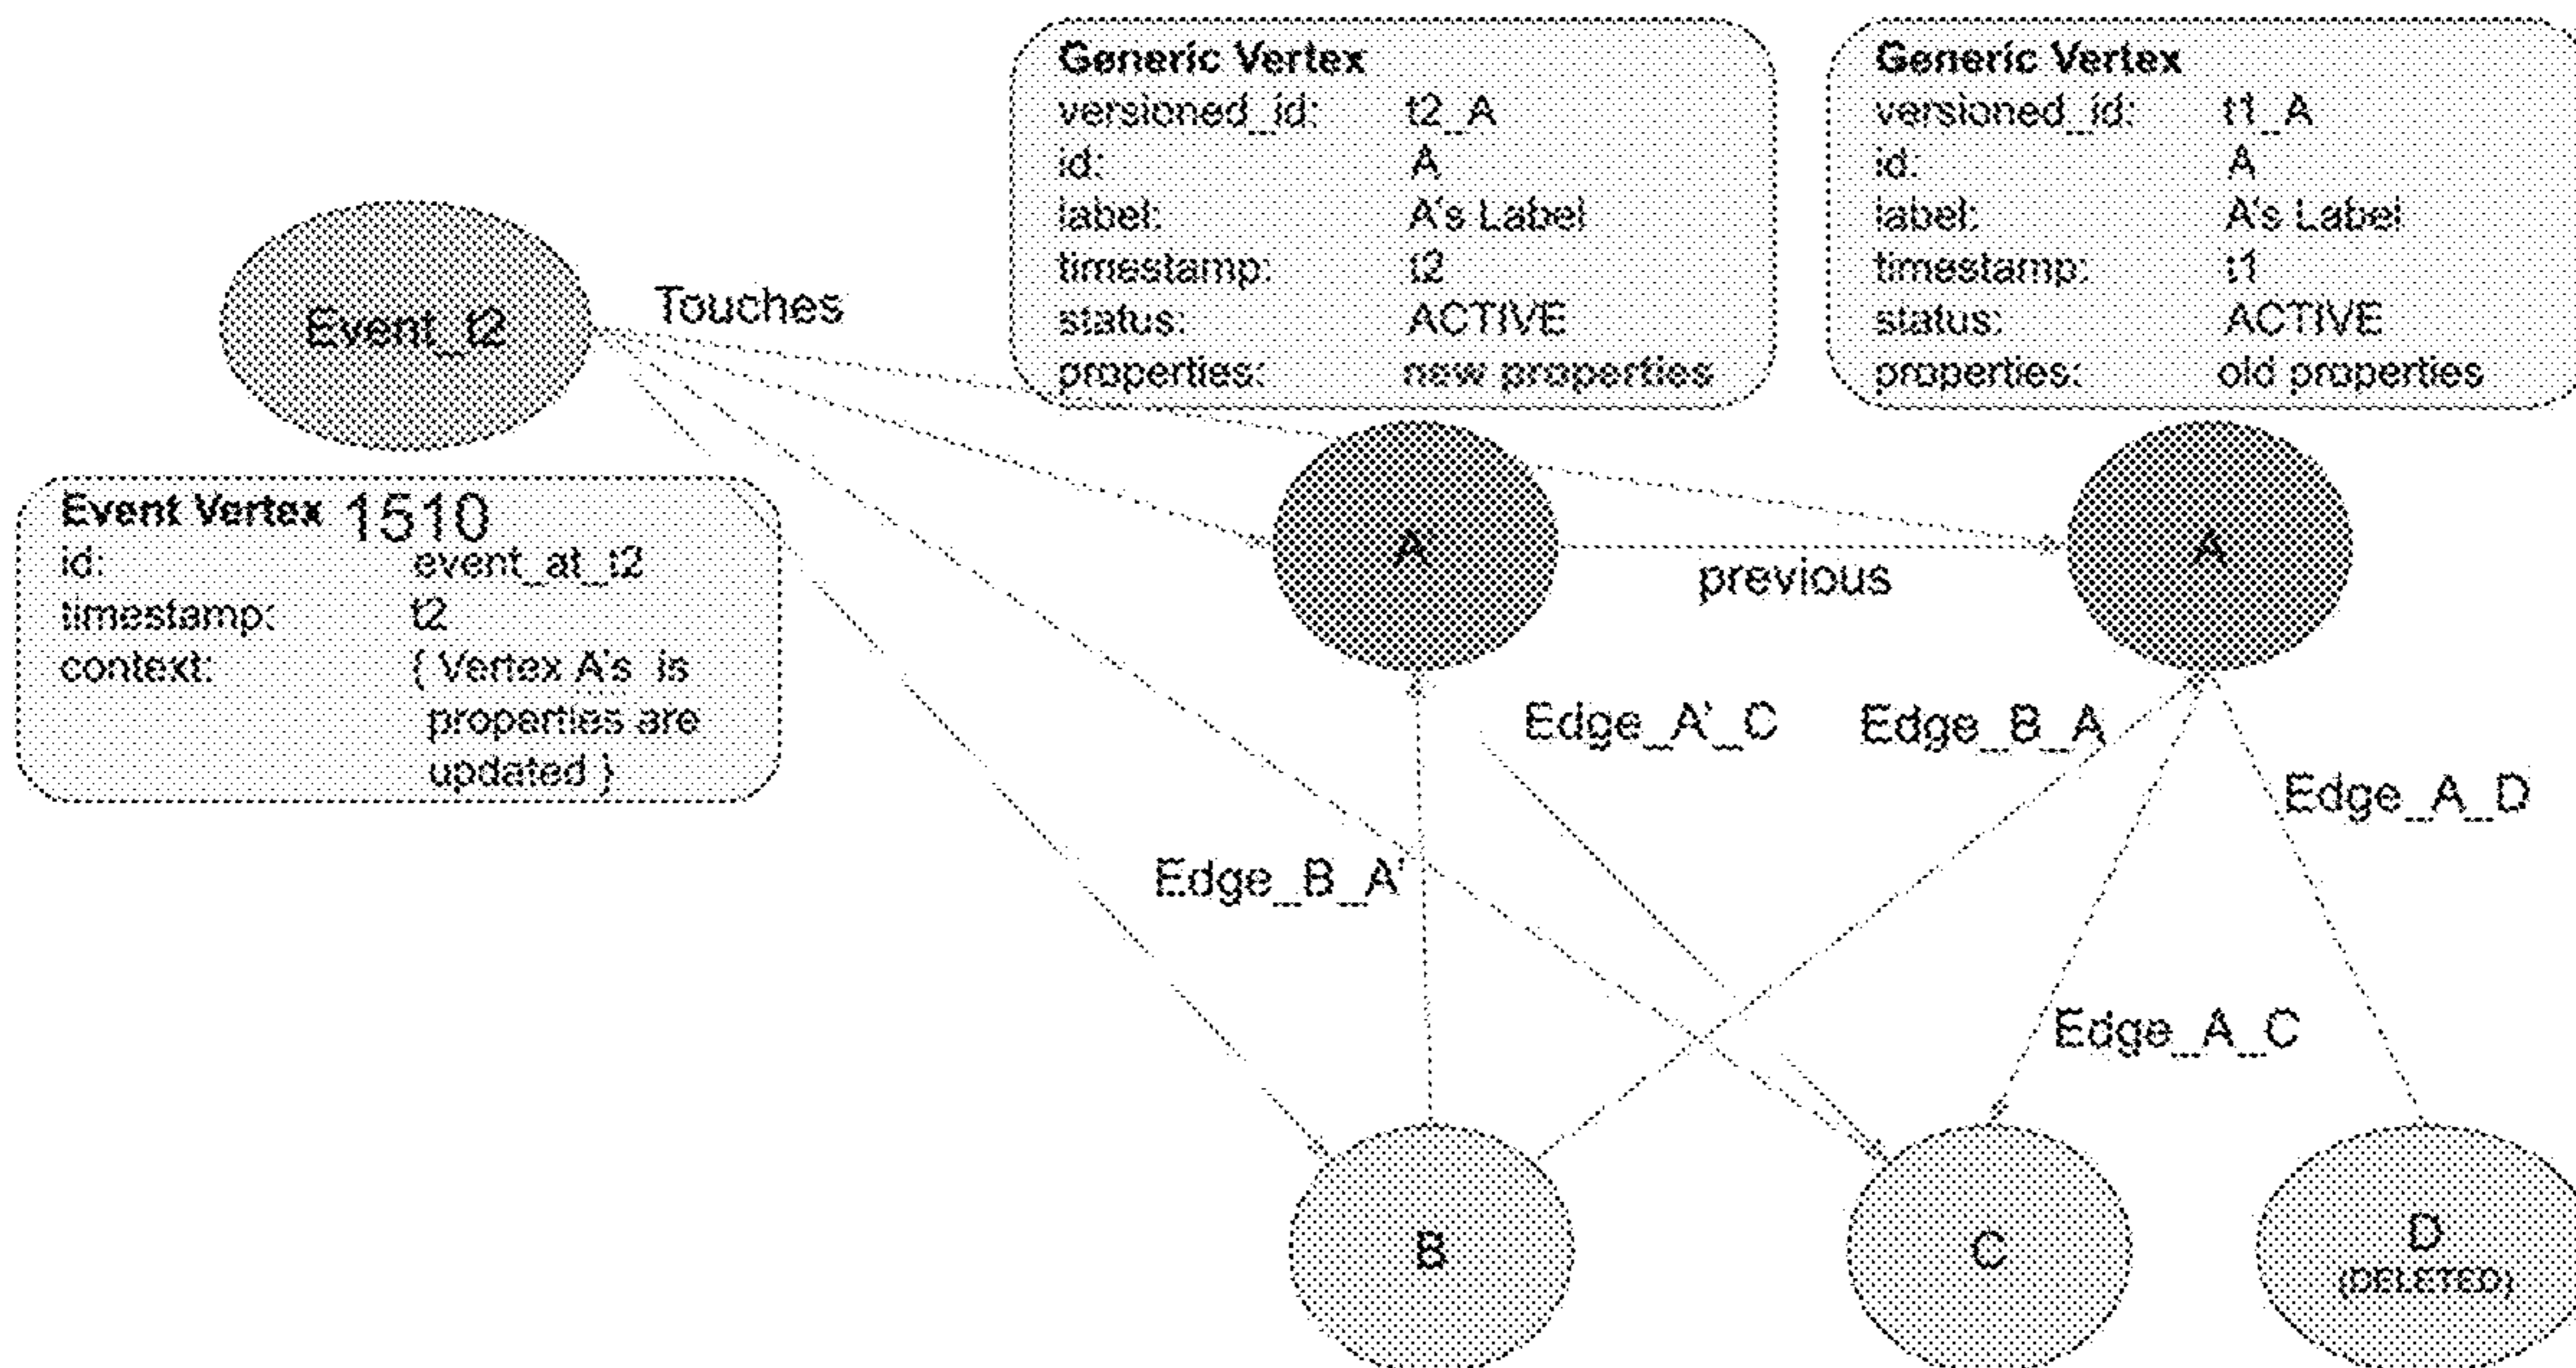 Generic Vertex
versioned_id: t2_A
id: A
label: A's Label
timestamp: t2
status: ACTIVE
properties: new properties
Generic Vertex
versioned_id: t1_A
id: A
label: A's Label
timestamp: t1
status: ACTIVE
properties: old properties
Event_t2
Touches
Event Vertex 1510
id: event_at_t2
timestamp: t2
context: { Vertex A's is
properties are
updated }
A'
A
previous
Edge_A'_C
Edge_B_A
Edge_A_D
Edge_B_A'
Edge_A_C
B
C
D
(DELETED)